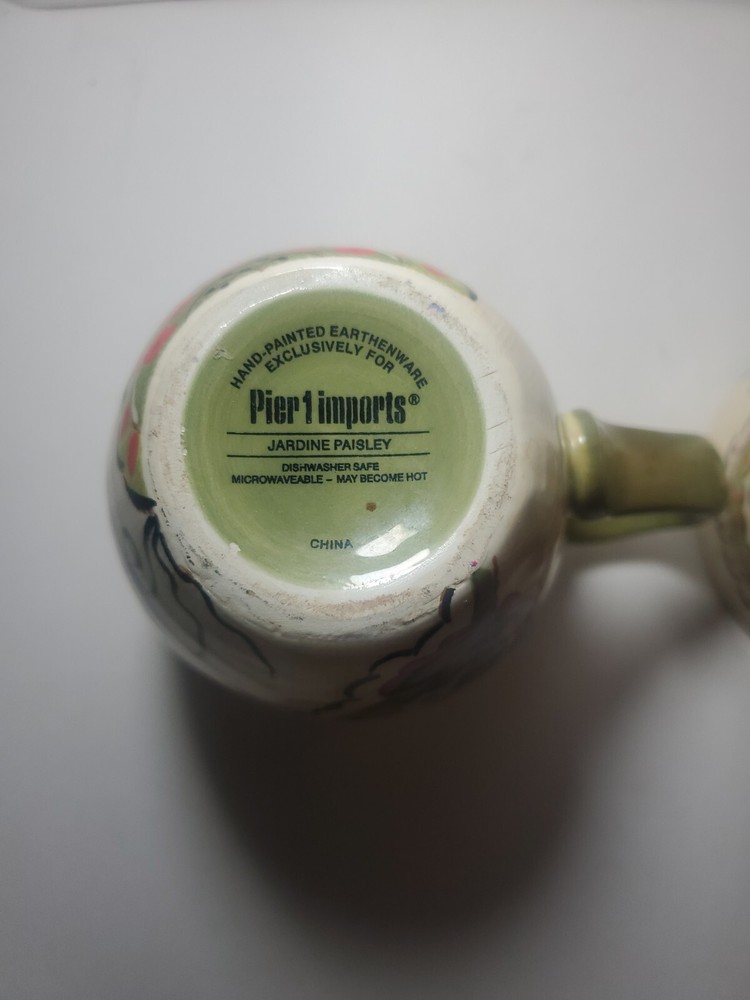 HAND-PAINTED EARTHENWARE
EXCLUSIVELY FOR
Pier 1 imports®
JARDINE PAISLEY
DISHWASHER SAFE
MICROWAVEABLE – MAY BECOME HOT
CHINA